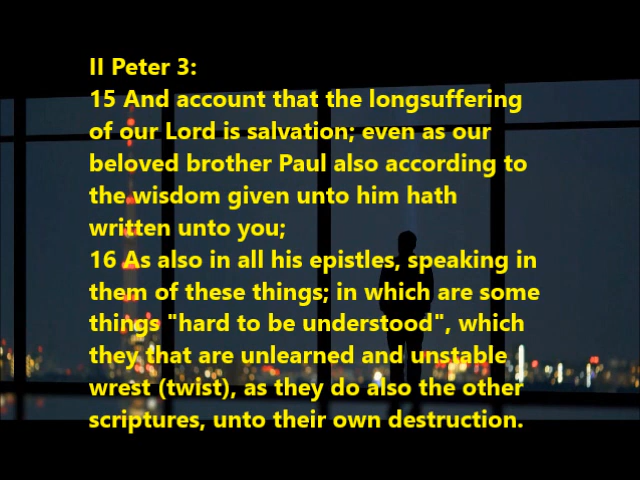 II Peter 3:
15 And account that the longsuffering
of our Lord is salvation; even as our
beloved brother Paul also according to
the wisdom given unto him hath
written unto you;
16 As also in all his epistles, speaking in
them of these things; in which are some
things "hard to be understood", which
they that are unlearned and unstable
wrest (twist), as they do also the other
scriptures, unto their own destruction.